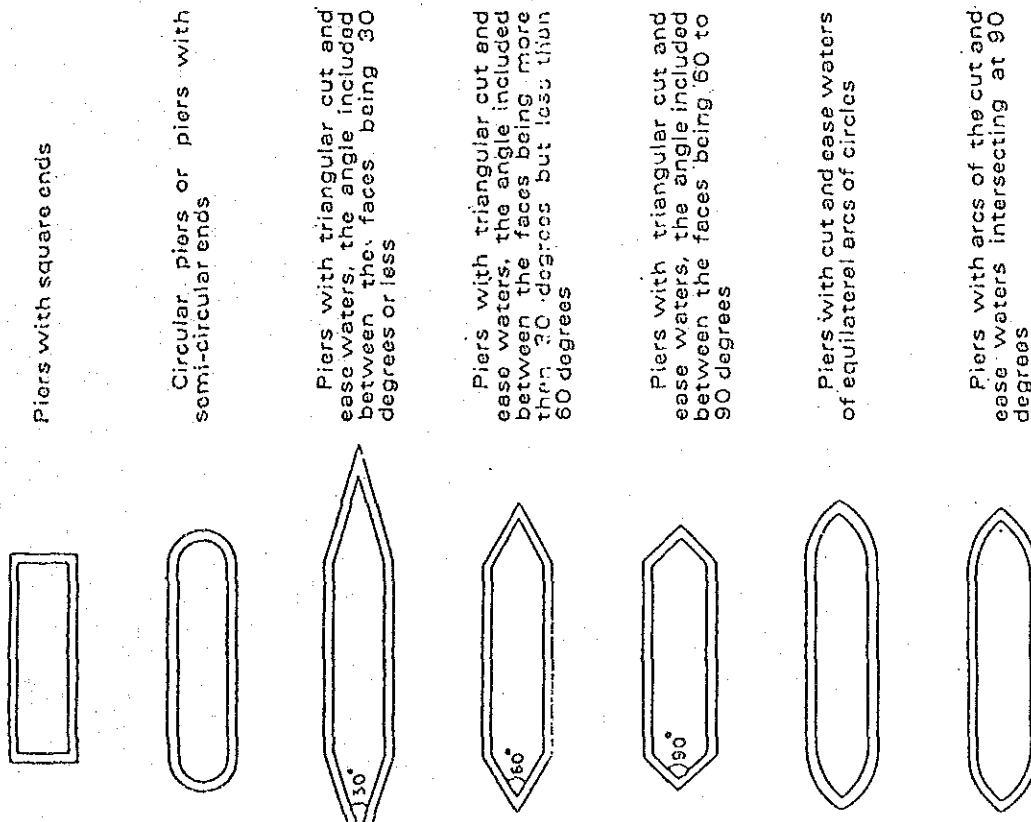 Piers with square ends
Circular piers or piers with
somi-circular ends
Piers with triangular cut and
ease waters, the angle included
between the faces being 30
degrees or less
Piers with triangular cut and
ease waters, the angle included
between the faces being more
then 30 degrees but less than
60 degrees
Piers with triangular cut and
ease waters, the angle included
between the faces being 60 to
90 degrees
Piers with cut and ease waters
of equilateral arcs of circles
Piers with arcs of the cut and
ease waters intersecting at 90
degrees
30°
60°
90°